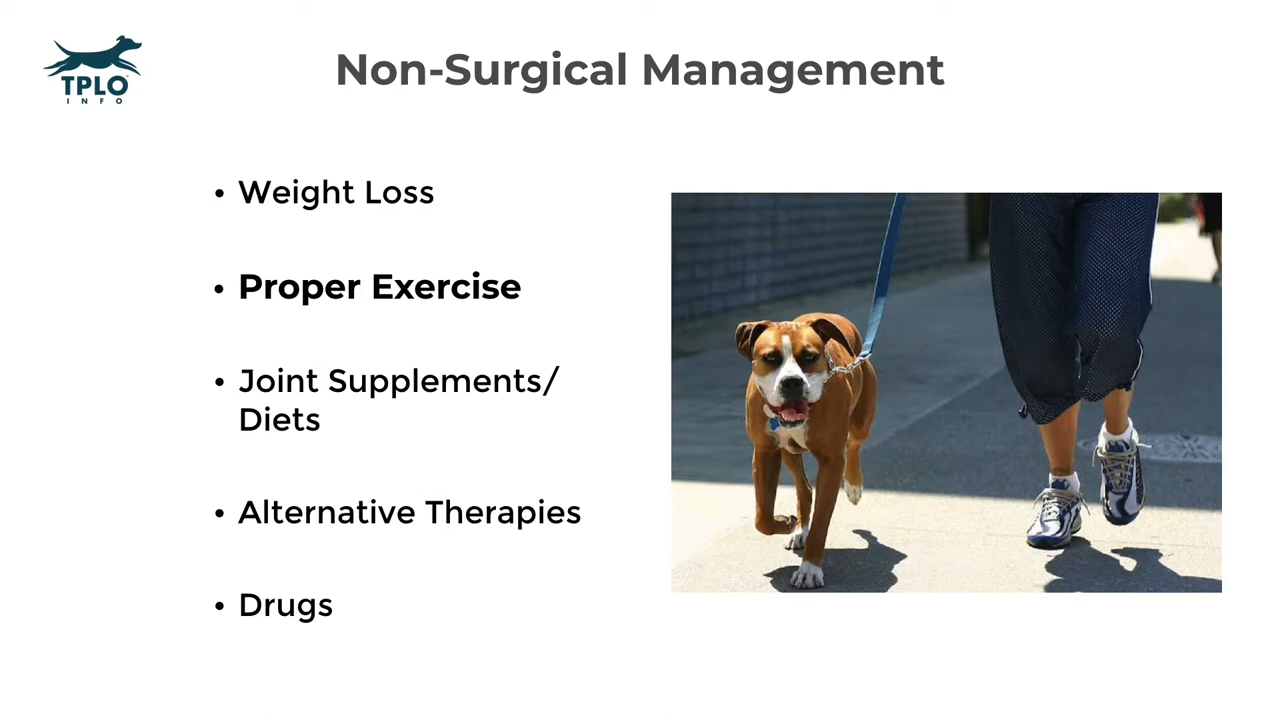 TPLO
INFO
Non-Surgical Management
• Weight Loss
• Proper Exercise
• Joint Supplements/
Diets
• Alternative Therapies
• Drugs